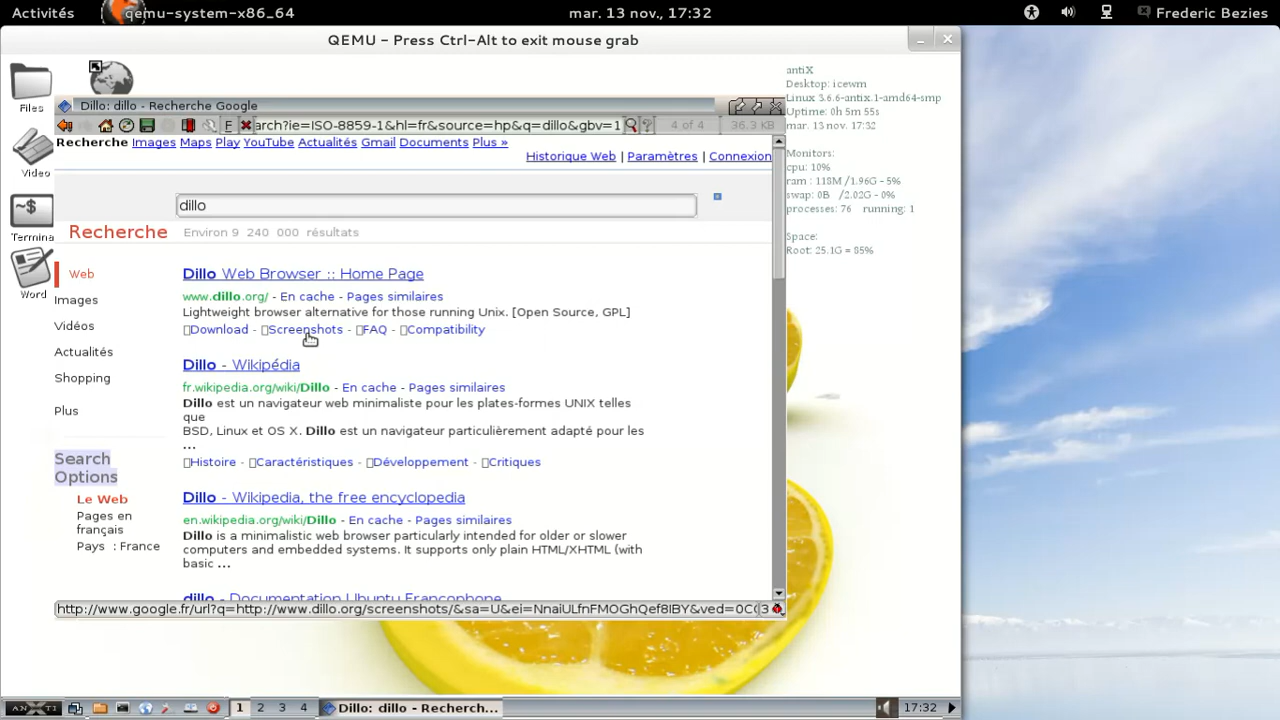 Activités
qemu-system-x86_64
mar. 13 nov., 17:32
Frederic Bezies
QEMU - Press Ctrl-Alt to exit mouse grab
Files
Video
Termina
~$
Word
antiX
Desktop: icewm
Linux 3.6.6-antix.1-amd64-smp
Uptime: 0h 5m 55s
mar. 13 nov. 17:32
Monitors:
cpu: 10%
ram : 118M /1.96G - 5%
swap: 0B /2.02G - 0%
processes: 76 running: 1
Space:
Root: 25.1G = 85%
Dillo: dillo - Recherche Google
F
arch?ie=ISO-8859-1&hl=fr&source=hp&q=dillo&gbv=1
4 of 4
36.3 KB
Recherche Images Maps Play YouTube Actualités Gmail Documents Plus »
Historique Web | Paramètres | Connexion
dillo
Recherche
Environ 9 240 000 résultats
Web
Images
Vidéos
Actualités
Shopping
Plus
Search
Options
Le Web
Pages en
français
Pays : France
Dillo Web Browser :: Home Page
www.dillo.org/ - En cache - Pages similaires
Lightweight browser alternative for those running Unix. [Open Source, GPL]
Download - Screenshots - FAQ - Compatibility
Dillo - Wikipédia
fr.wikipedia.org/wiki/Dillo - En cache - Pages similaires
Dillo est un navigateur web minimaliste pour les plates-formes UNIX telles
que
BSD, Linux et OS X. Dillo est un navigateur particulièrement adapté pour les
...
Histoire - Caractéristiques - Développement - Critiques
Dillo - Wikipedia, the free encyclopedia
en.wikipedia.org/wiki/Dillo - En cache - Pages similaires
Dillo is a minimalistic web browser particularly intended for older or slower
computers and embedded systems. It supports only plain HTML/XHTML (with
basic ...
dillo - Documentation Ubuntu Francophone
http://www.google.fr/url?q=http://www.dillo.org/screenshots/&sa=U&ei=NnaiULfnFMOGhQef8IBY&ved=0C
3
1 2 3 4
Dillo: dillo - Recherch...
17:32